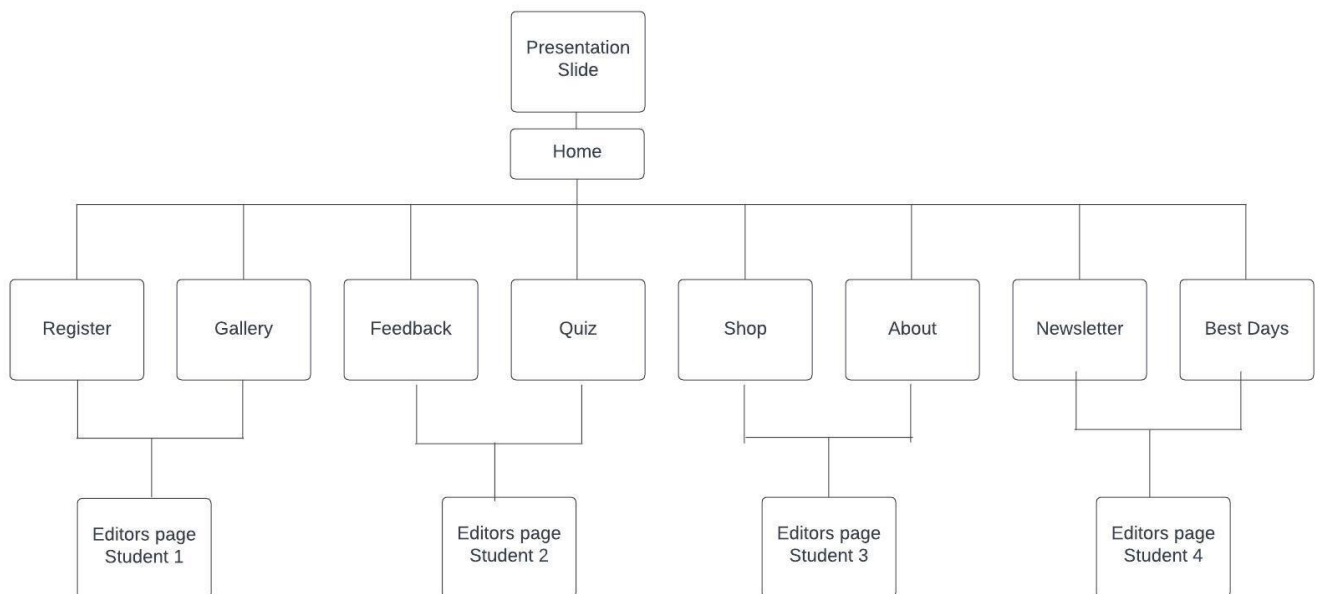 Presentation
Slide
Home
Register
Gallery
Feedback
Quiz
Shop
About
Newsletter
Best Days
Editors page
Student 1
Editors page
Student 2
Editors page
Student 3
Editors page
Student 4